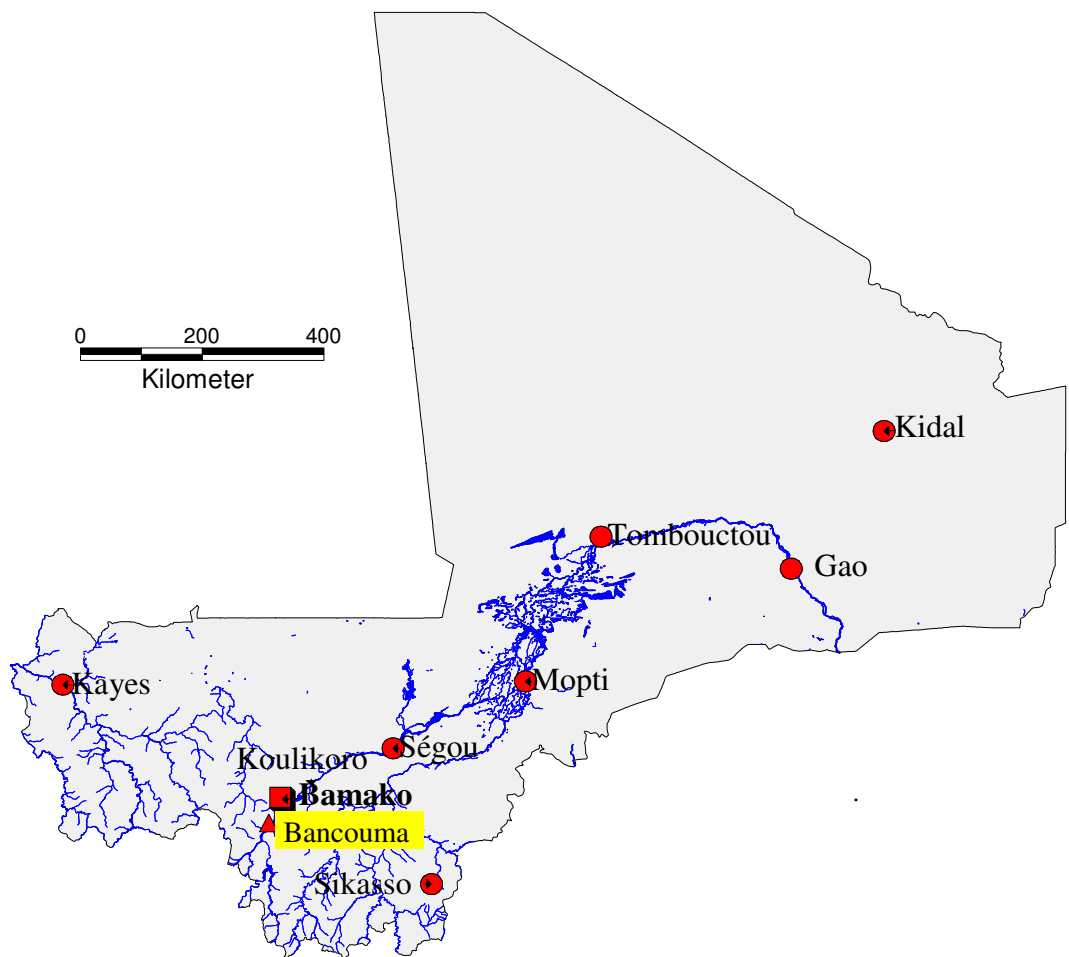 0 200 400
Kilometer
Kidal
Tombouctou
Gao
Kayes
Mopti
Ségou
Koulikoro
Bamako
Bancouma
Sikasso